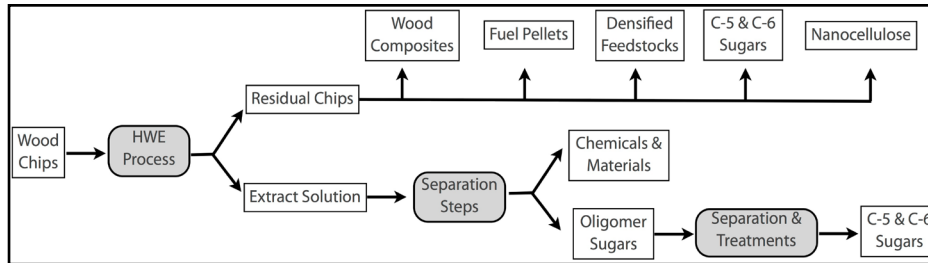 Wood
Composites
Fuel Pellets
Densified
Feedstocks
C-5 & C-6
Sugars
Nanocellulose
Residual Chips
Wood
Chips
HWE
Process
Chemicals &
Materials
Extract Solution
Separation
Steps
Oligomer
Sugars
Separation &
Treatments
C-5 & C-6
Sugars